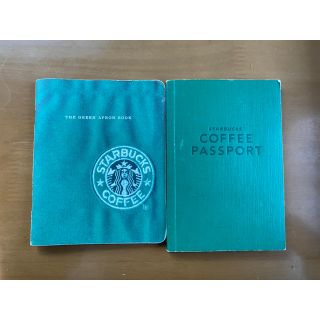 THE GREEN APRON BOOK
STARBUCKS
COFFEE
STARBUCKS
COFFEE
PASSPORT